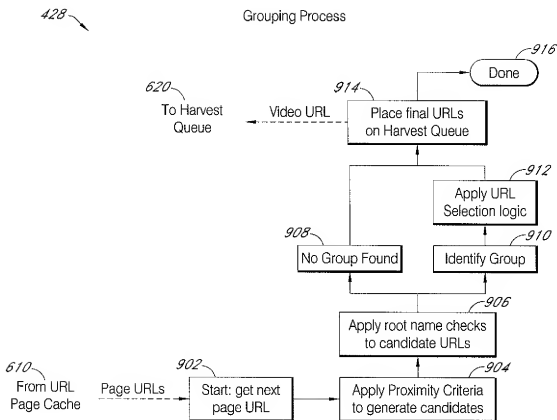 428
Grouping Process
916
Done
914
620
To Harvest
Queue
Video URL
Place final URLs
on Harvest Queue
912
Apply URL
Selection logic
908
No Group Found
910
Identify Group
906
Apply root name checks
to candidate URLs
610
From URL
Page Cache
Page URLs
902
Start: get next
page URL
904
Apply Proximity Criteria
to generate candidates